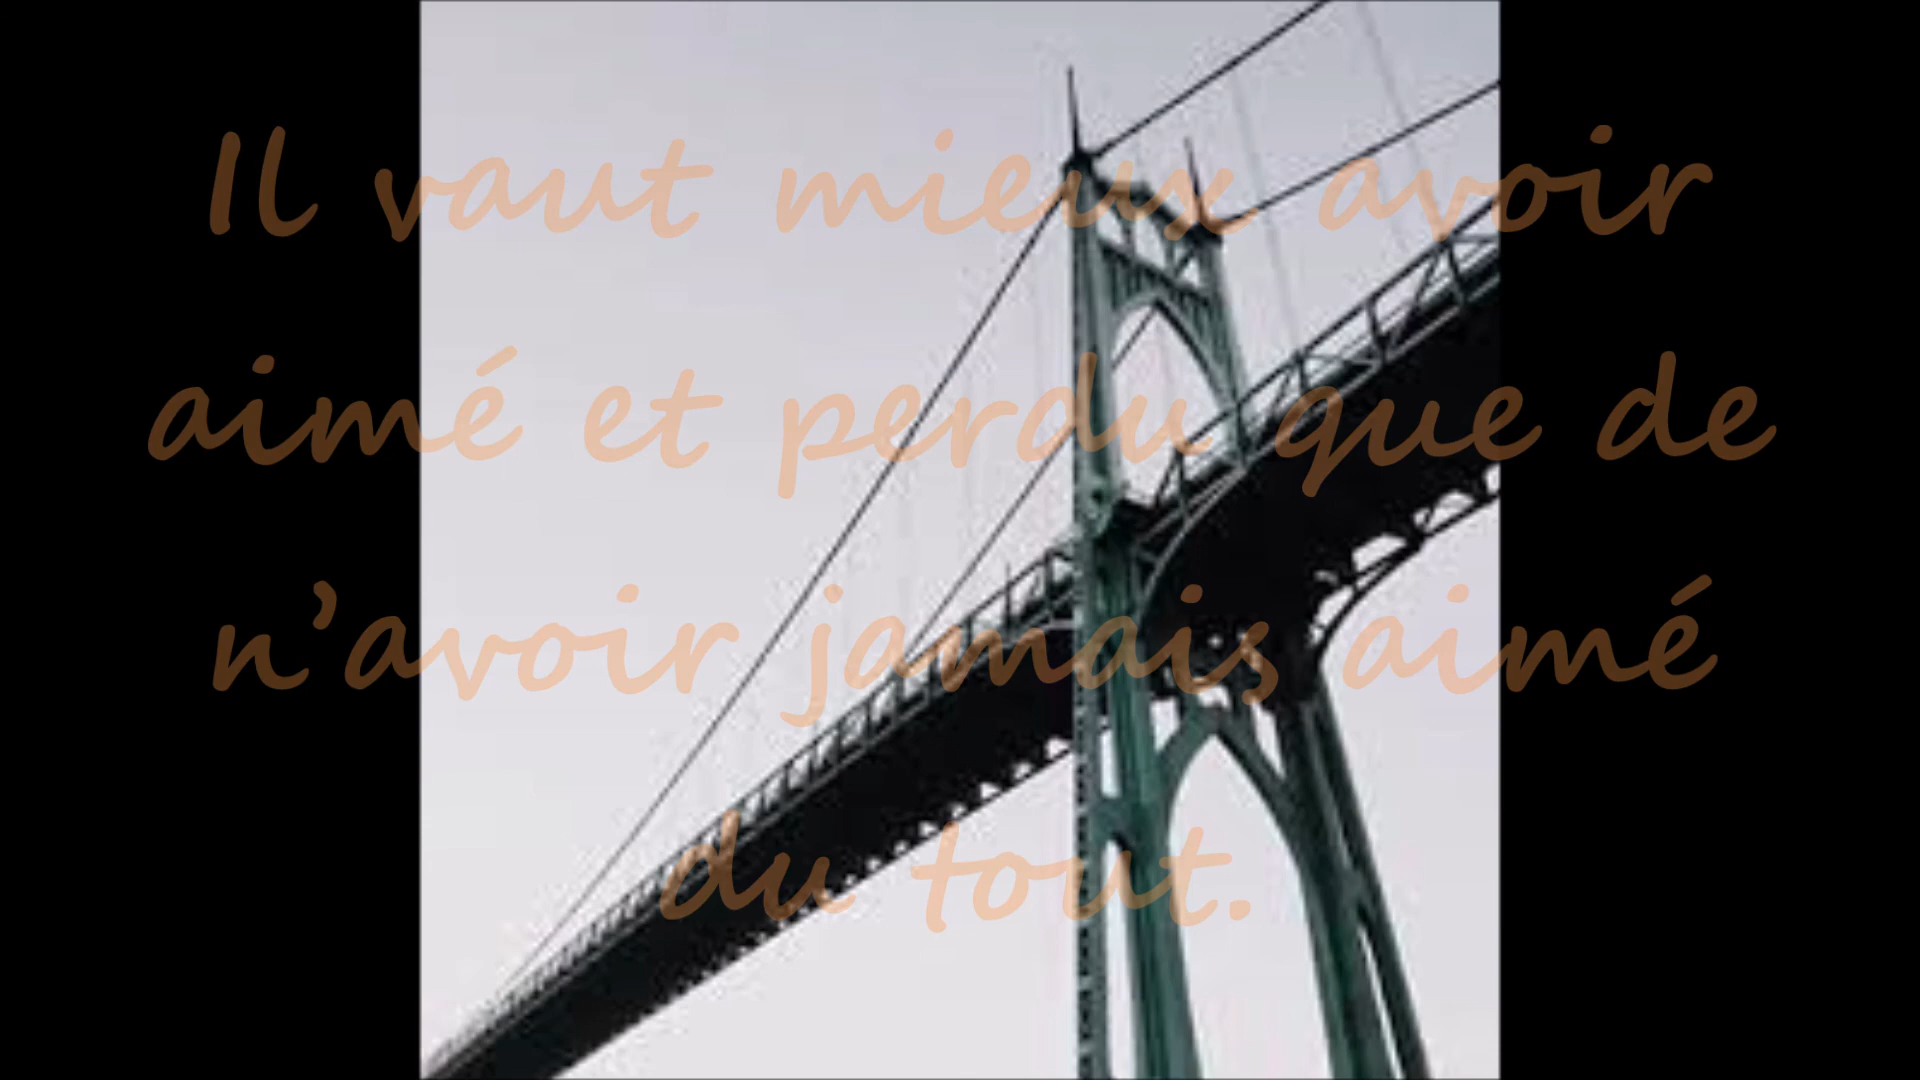 Il vaut mieux avoir
aimé et perdu que de
n’avoir jamais aimé
du tout.